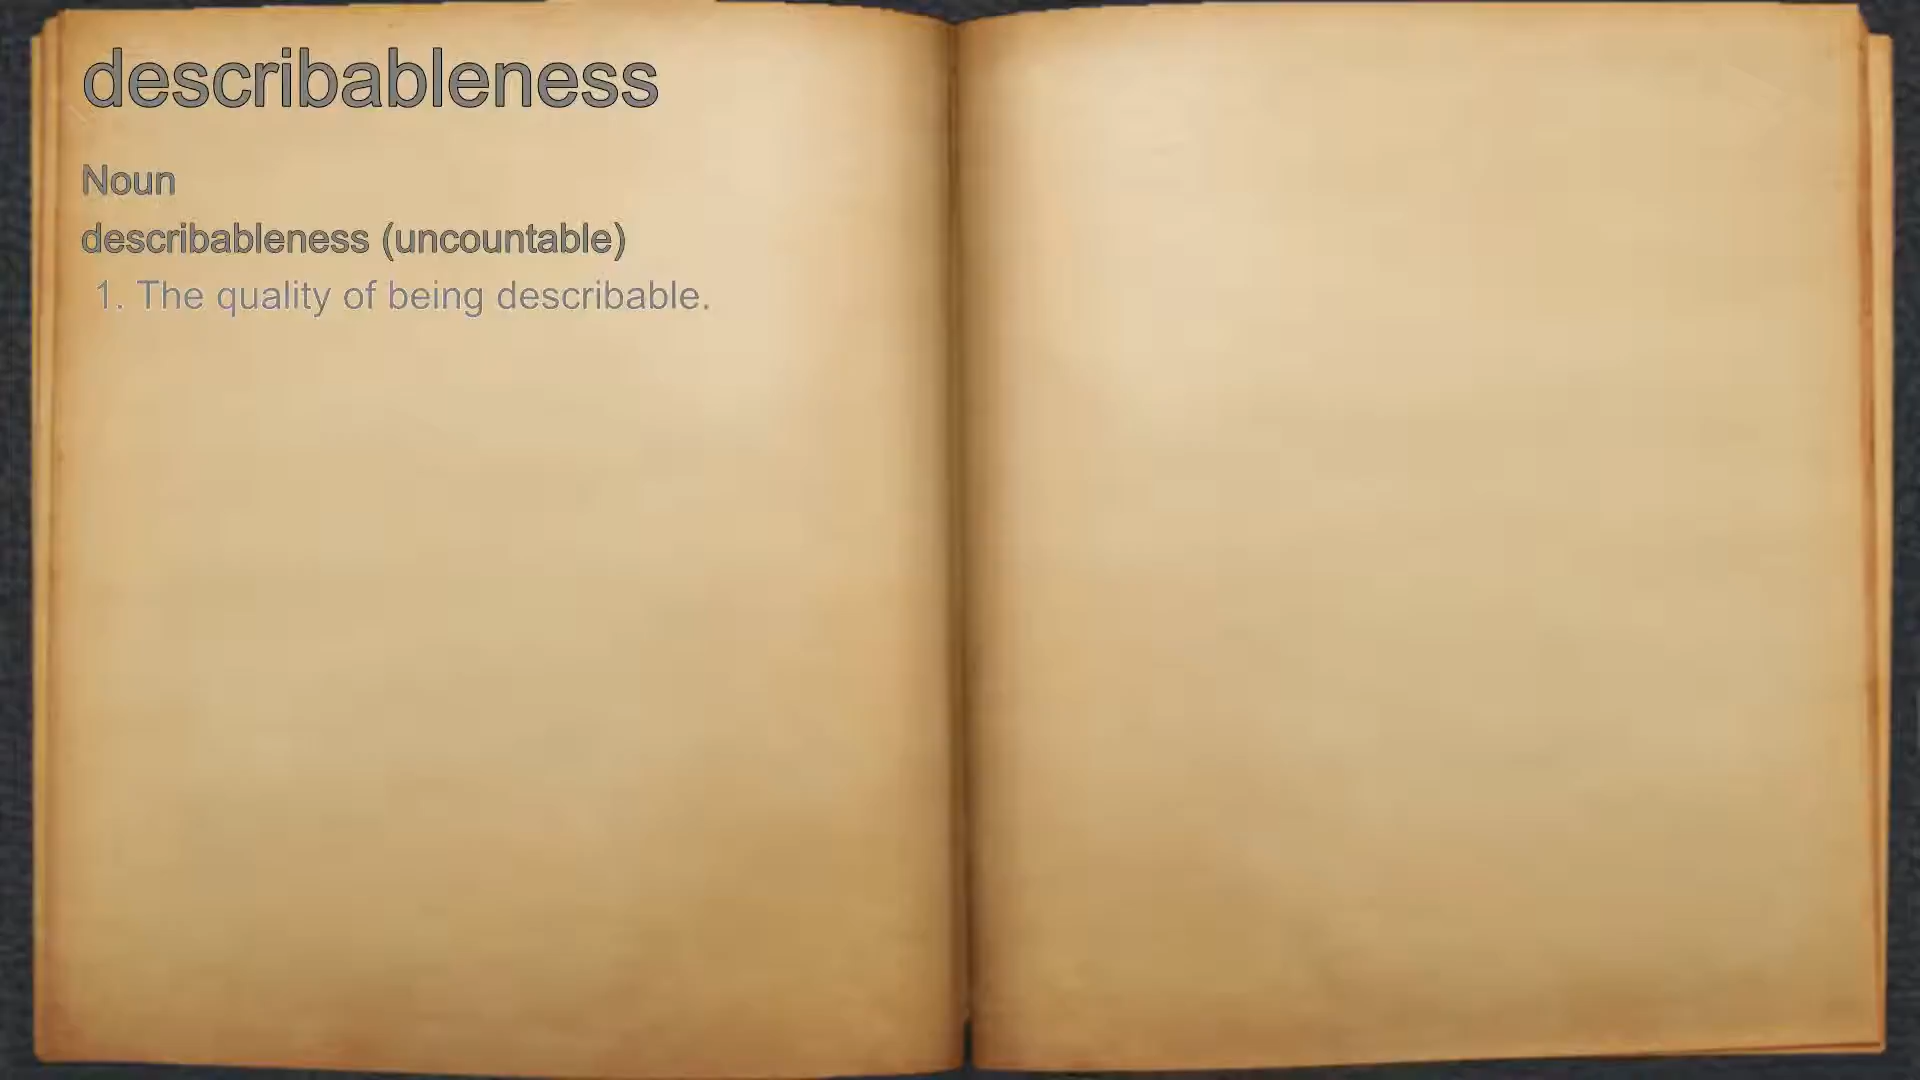 describableness
Noun
describableness (uncountable)
1. The quality of being describable.